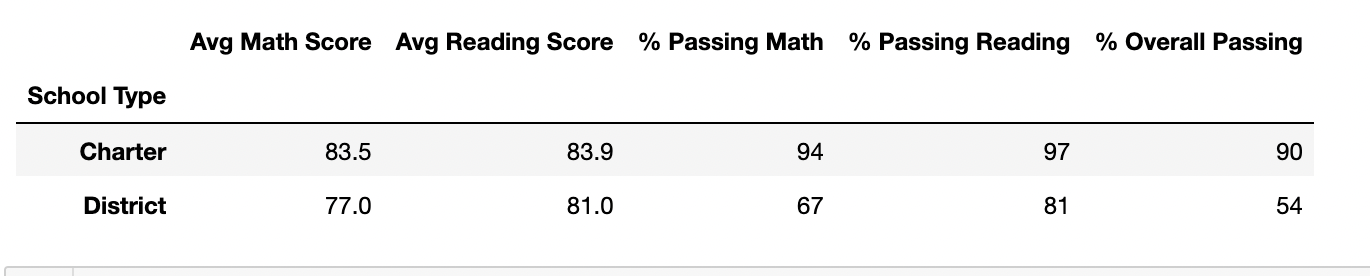 Avg Math Score Avg Reading Score % Passing Math % Passing Reading % Overall Passing
School Type
Charter 83.5 83.9 94 97 90
District 77.0 81.0 67 81 54